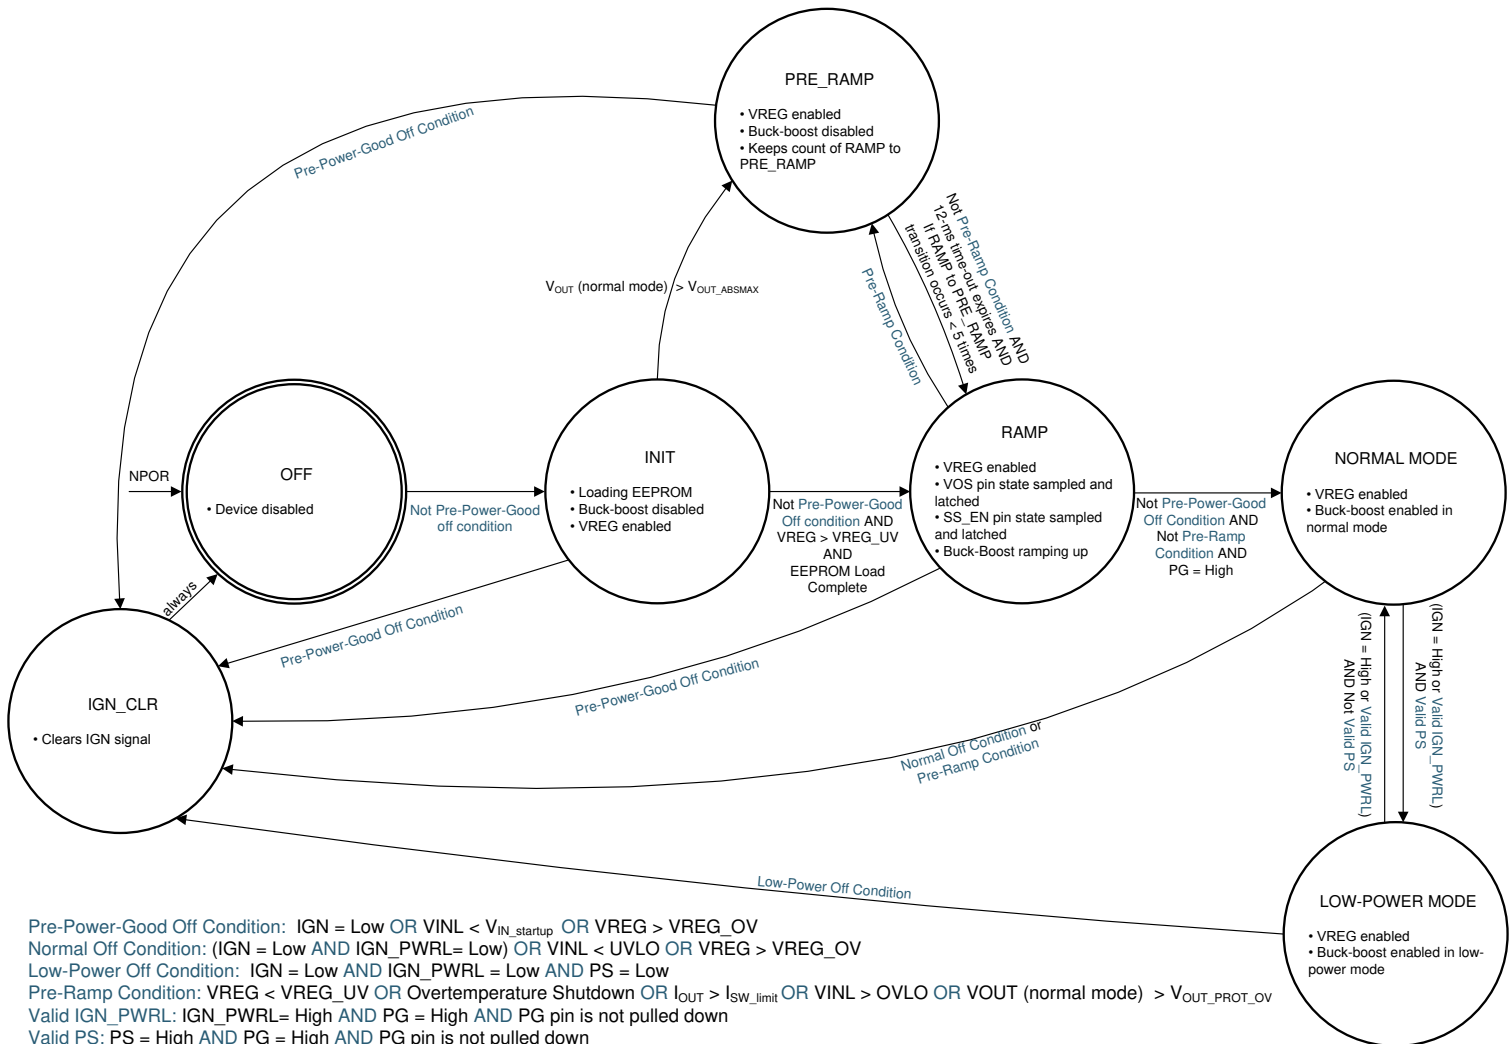 PRE_RAMP
• VREG enabled
• Buck-boost disabled
• Keeps count of RAMP to
PRE_RAMP
Pre-Power-Good Off Condition
Not Pre-Ramp Condition AND
12-ms time-out expires AND
If RAMP to PRE_RAMP
transition occurs < 5 times
Pre-Ramp Condition
VOUT (normal mode) > VOUT_ABSMAX
NPOR
OFF
• Device disabled
Not Pre-Power-Good
off condition
INIT
• Loading EEPROM
• Buck-boost disabled
• VREG enabled
Not Pre-Power-Good
Off condition AND
VREG > VREG_UV
AND
EEPROM Load
Complete
RAMP
• VREG enabled
• VOS pin state sampled and
latched
• SS_EN pin state sampled
and latched
• Buck-Boost ramping up
Not Pre-Power-Good
Off Condition AND
Not Pre-Ramp
Condition AND
PG = High
NORMAL MODE
• VREG enabled
• Buck-boost enabled in
normal mode
always
Pre-Power-Good Off Condition
Pre-Power-Good Off Condition
IGN_CLR
• Clears IGN signal
Normal Off Condition or
Pre-Ramp Condition
(IGN = High or Valid IGN_PWRL)
AND Not Valid PS
(IGN = High or Valid IGN_PWRL)
AND Valid PS
Low-Power Off Condition
LOW-POWER MODE
• VREG enabled
• Buck-boost enabled in low-
power mode
Pre-Power-Good Off Condition: IGN = Low OR VINL < VIN_startup OR VREG > VREG_OV
Normal Off Condition: (IGN = Low AND IGN_PWRL= Low) OR VINL < UVLO OR VREG > VREG_OV
Low-Power Off Condition: IGN = Low AND IGN_PWRL = Low AND PS = Low
Pre-Ramp Condition: VREG < VREG_UV OR Overtemperature Shutdown OR IOUT > ISW_limit OR VINL > OVLO OR VOUT (normal mode) > VOUT_PROT_OV
Valid IGN_PWRL: IGN_PWRL= High AND PG = High AND PG pin is not pulled down
Valid PS: PS = High AND PG = High AND PG pin is not pulled down